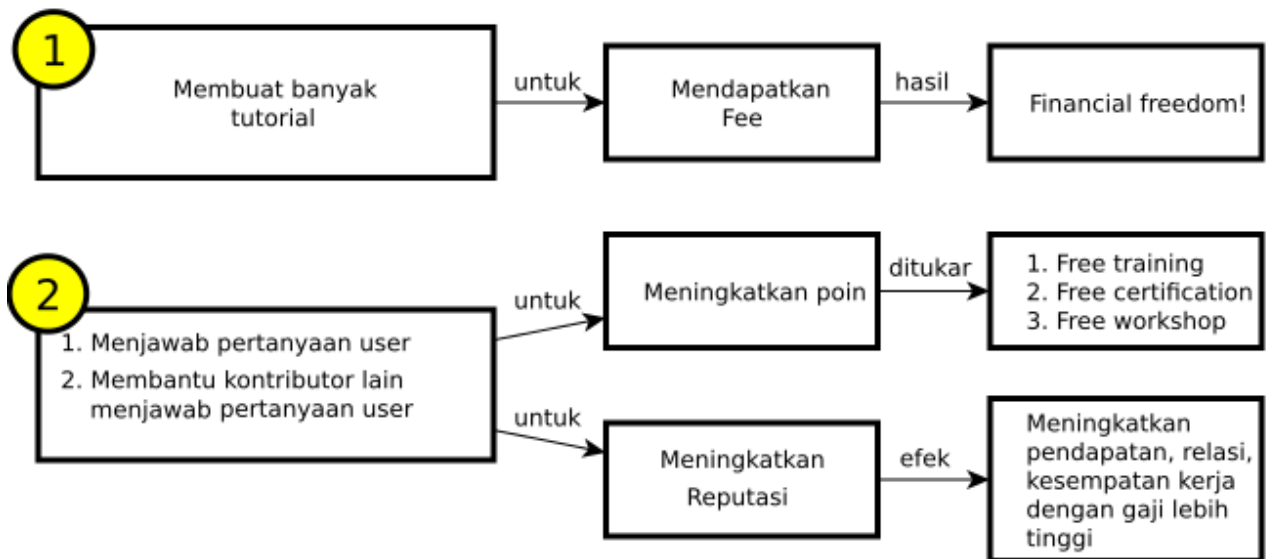 1
Membuat banyak
tutorial
untuk
Mendapatkan
Fee
hasil
Financial freedom!
2
1. Menjawab pertanyaan user
2. Membantu kontributor lain
menjawab pertanyaan user
untuk
Meningkatkan poin
ditukar
1. Free training
2. Free certification
3. Free workshop
untuk
Meningkatkan
Reputasi
efek
Meningkatkan
pendapatan, relasi,
kesempatan kerja
dengan gaji lebih
tinggi